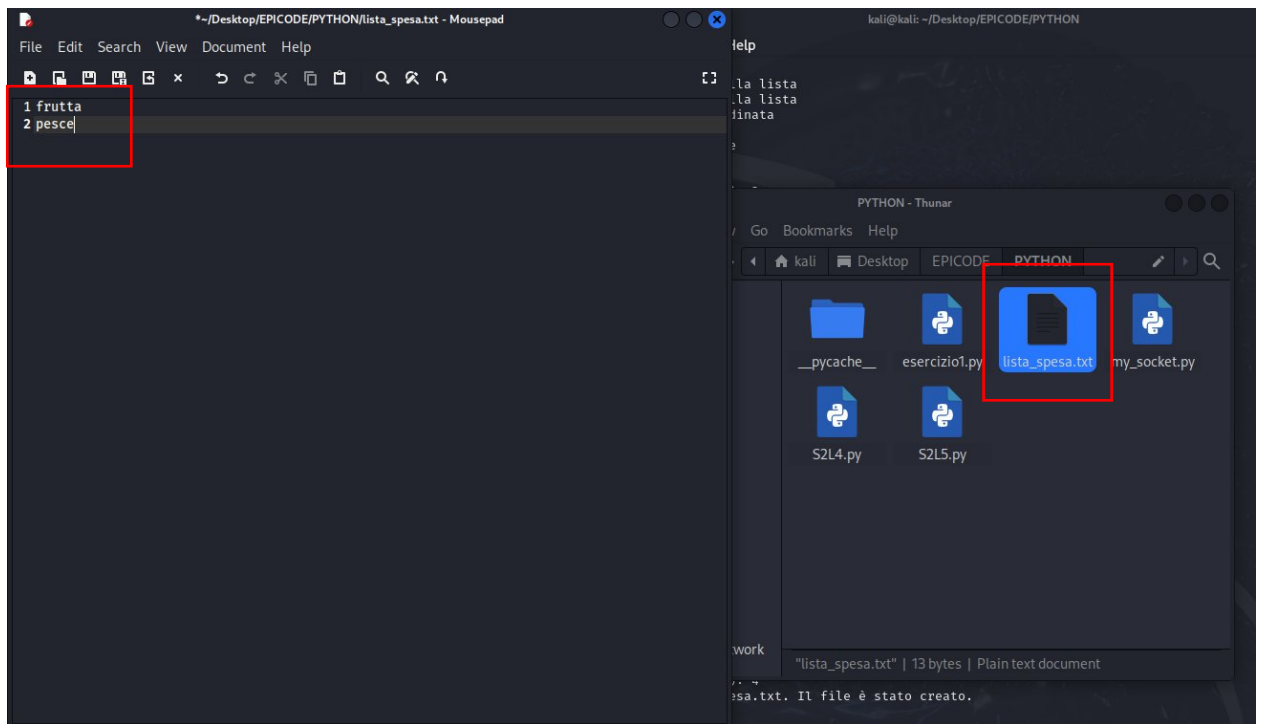 *~/Desktop/EPICODE/PYTHON/lista_spesa.txt - Mousepad
File Edit Search View Document Help
1 frutta
2 pesce
kali@kali: ~/Desktop/EPICODE/PYTHON
Help
la lista
la lista
dinata
PYTHON - Thunar
Go Bookmarks Help
kali Desktop EPICODE PYTHON
__pycache__ esercizio1.py lista_spesa.txt my_socket.py
S2L4.py S2L5.py
"lista_spesa.txt" | 13 bytes | Plain text document
esa.txt. Il file è stato creato.